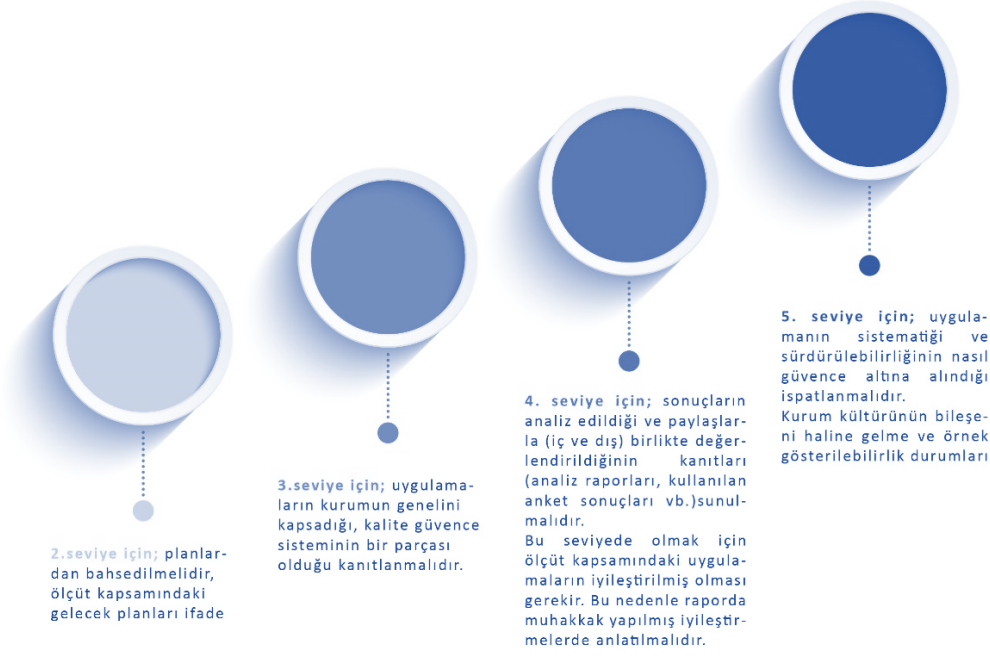 2.seviye için; planlar-
dan bahsedilmelidir,
ölçüt kapsamındaki
gelecek planları ifade
3.seviye için; uygulama-
ların kurumun genelini
kapsadığı, kalite güvence
sisteminin bir parçası
olduğu kanıtlanmalıdır.
4. seviye için; sonuçların
analiz edildiği ve paylaşlar-
la (iç ve dış) birlikte değer-
lendirildiğinin kanıtları
(analiz raporları, kullanılan
anket sonuçları vb.)sunul-
malıdır.
Bu seviyede olmak için
ölçüt kapsamındaki uygula-
maların iyileştirilmiş olması
gerekir. Bu nedenle raporda
muhakkak yapılmış iyileştir-
melerde anlatılmalıdır.
5. seviye için; uygula-
manın sistematiği ve
sürdürülebilirliğinin nasıl
güvence altına alındığı
ispatlanmalıdır.
Kurum kültürünün bileşe-
ni haline gelme ve örnek
gösterilebilirlik durumları